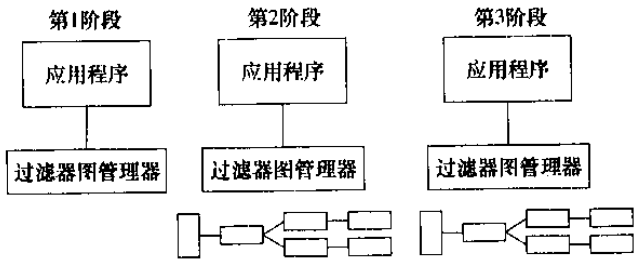 第1阶段 第2阶段 第3阶段
应用程序 应用程序 应用程序
过滤器图管理器 过滤器图管理器 过滤器图管理器